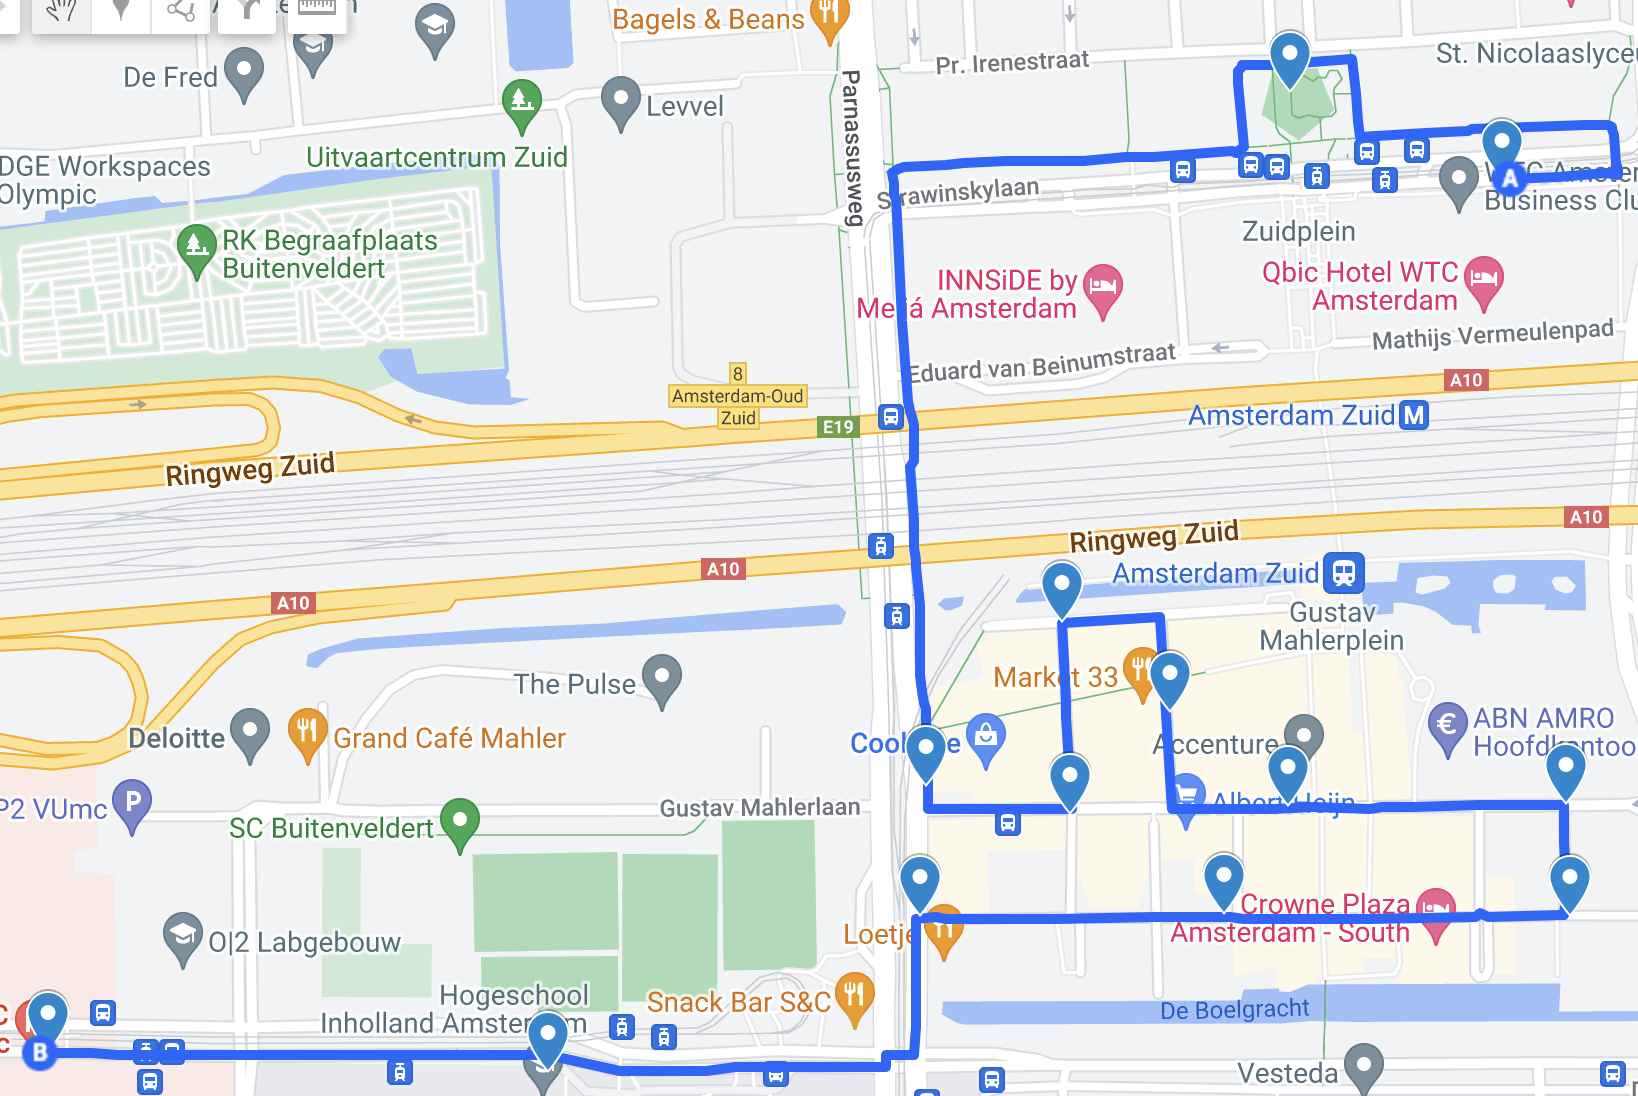 Bagels & Beans
De Fred
Levvel
Pr. Irenestraat
St. Nicolaaslyceu
Parnassusweg
Uitvaartcentrum Zuid
DGE Workspaces
Olympic
Strawinskylaan
A
WTC Amster
Business Clu
RK Begraafplaats
Buitenveldert
Zuidplein
INNSiDE by
Meliá Amsterdam
Qbic Hotel WTC
Amsterdam
Mathijs Vermeulenpad
Eduard van Beinumstraat
8
Amsterdam-Oud
Zuid
A10
E19
Amsterdam Zuid M
Ringweg Zuid
A10
Ringweg Zuid
A10
A10
Amsterdam Zuid
Gustav
Mahlerplein
Market 33
The Pulse
Deloitte
Grand Café Mahler
Accenture
ABN AMRO
Hoofdkantoo
P2 VUmc
P
Gustav Mahlerlaan
Albert Heijn
SC Buitenveldert
Crowne Plaza
Amsterdam - South
Loetje
O|2 Labgebouw
Hogeschool
Inholland Amsterdam
Snack Bar S&C
De Boelgracht
B
Vesteda